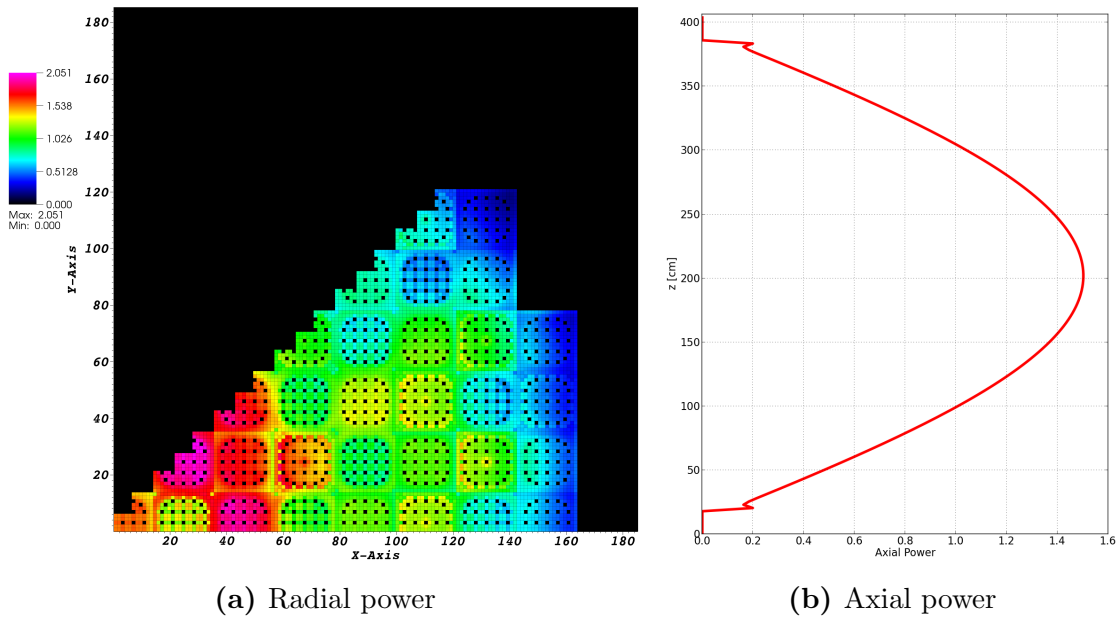 2.051
1.538
1.026
0.5128
0.000
Max: 2.051
Min: 0.000
180
160
140
120
100
80
60
40
20
Y-Axis
20 40 60 80 100 120 140 160 180
X-Axis
400
350
300
250
200
150
100
50
0
z [cm]
0.0 0.2 0.4 0.6 0.8 1.0 1.2 1.4 1.6
Axial Power
(a) Radial power
(b) Axial power